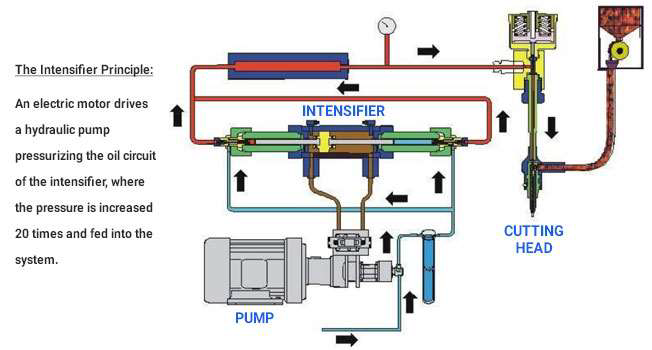 The Intensifier Principle:
An electric motor drives
a hydraulic pump
pressurizing the oil circuit
of the intensifier, where
the pressure is increased
20 times and fed into the
system.
INTENSIFIER
CUTTING
HEAD
PUMP